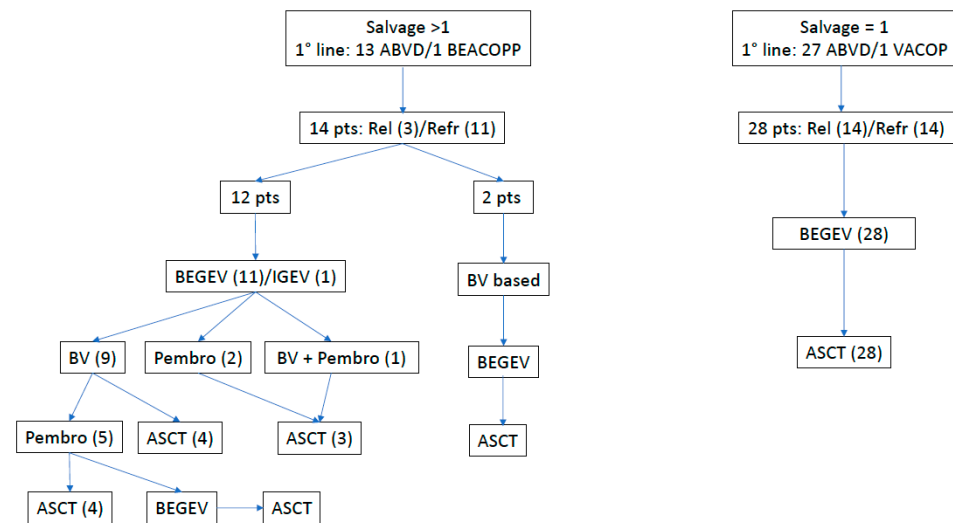 Salvage >1
1° line: 13 ABVD/1 BEACOPP
14 pts: Rel (3)/Refr (11)
12 pts
2 pts
BEGEV (11)/IGEV (1)
BV based
BV (9)
Pembro (2)
BV + Pembro (1)
BEGEV
Pembro (5)
ASCT (4)
ASCT (3)
ASCT
ASCT (4)
BEGEV
ASCT
Salvage = 1
1° line: 27 ABVD/1 VACOP
28 pts: Rel (14)/Refr (14)
BEGEV (28)
ASCT (28)